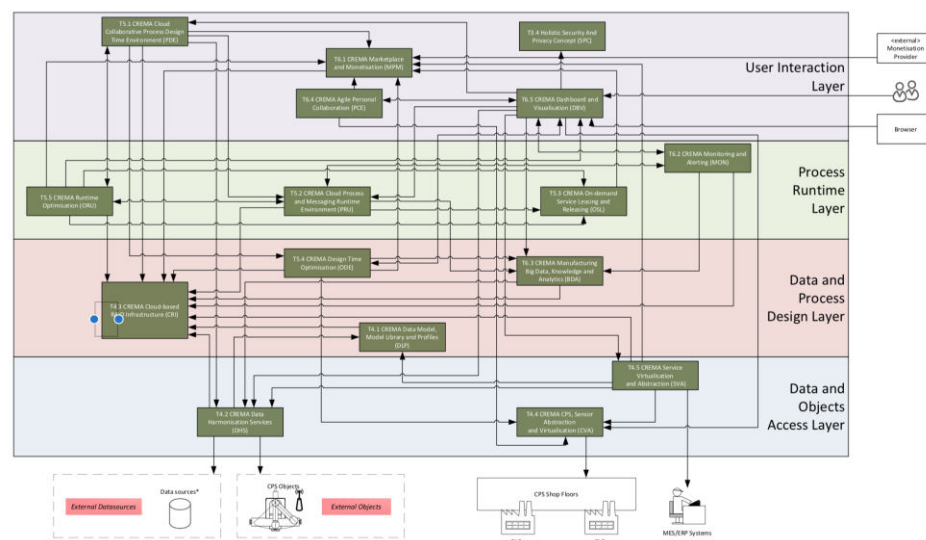 T5.1 CREMA Cloud
Collaborative Process Design
Time Environment (PDE)
T3.4 Holistic Security And
Privacy Concept (SPC)
<external>
Monetisation
Provider
T6.1 CREMA Marketplace
and Monetisation (MPM)
User Interaction
Layer
T6.4 CREMA Agile Personal
Collaboration (PCE)
T6.5 CREMA Dashboard and
Visualisation (DBV)
Browser
T6.2 CREMA Monitoring and
Alerting (MON)
Process
Runtime
Layer
T5.5 CREMA Runtime
Optimisation (ORU)
T5.2 CREMA Cloud Process
and Messaging Runtime
Environment (PRU)
T5.3 CREMA On-demand
Service Leasing and
Releasing (OSL)
T5.4 CREMA Design Time
Optimisation (ODE)
T6.3 CREMA Manufacturing
Big Data, Knowledge and
Analytics (BDA)
Data and
Process
Design Layer
CREMA Cloud-based
Infrastructure (CRI)
T4.1 CREMA Data Model,
Model Library and Profiles
(DLP)
T4.5 CREMA Service
Virtualisation
and Abstraction (SVA)
Data and
Objects
Access Layer
T4.2 CREMA Data
Harmonisation Services
(DHS)
T4.4 CREMA CPS, Sensor
Abstraction
and Virtualisation (CVA)
External Datasources
Data sources*
CPS Objects
External Objects
CPS Shop Floors
MES/ERP Systems